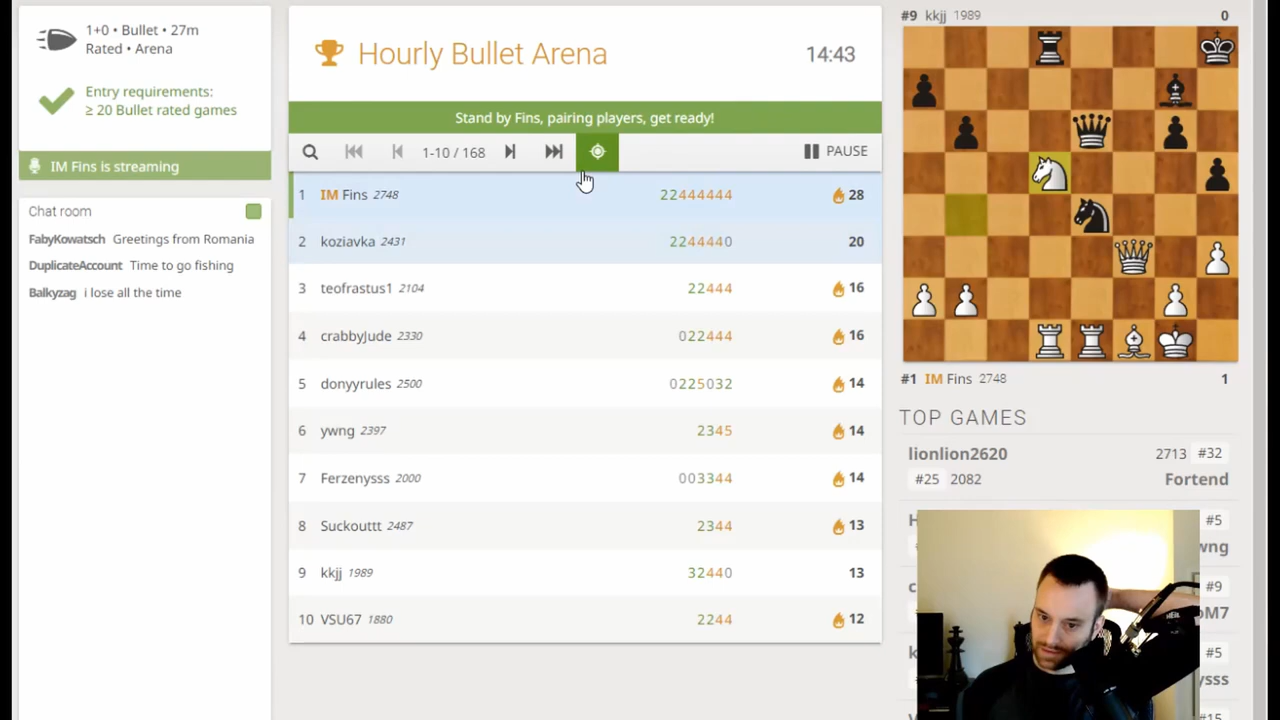 1+0 • Bullet • 27m
Rated • Arena
Entry requirements:
≥ 20 Bullet rated games
IM Fins is streaming
Chat room
FabyKowatsch Greetings from Romania
DuplicateAccount Time to go fishing
Balkyzag i lose all the time
Hourly Bullet Arena 14:43
Stand by Fins, pairing players, get ready!
1-10 / 168 PAUSE
1 IM Fins 2748 22444444 28
2 koziavka 2431 2244440 20
3 teofrastus1 2104 22444 16
4 crabbyJude 2330 022444 16
5 donyyrules 2500 0225032 14
6 ywng 2397 2345 14
7 Ferzenysss 2000 003344 14
8 Suckouttt 2487 2344 13
9 kkjj 1989 32440 13
10 VSU67 1880 2244 12
#9 kkjj 1989 0
#1 IM Fins 2748 1
TOP GAMES
lionlion2620 2713 #32
#25 2082 Fortend
#5
wng
#9
oM7
#5
ysss
#15